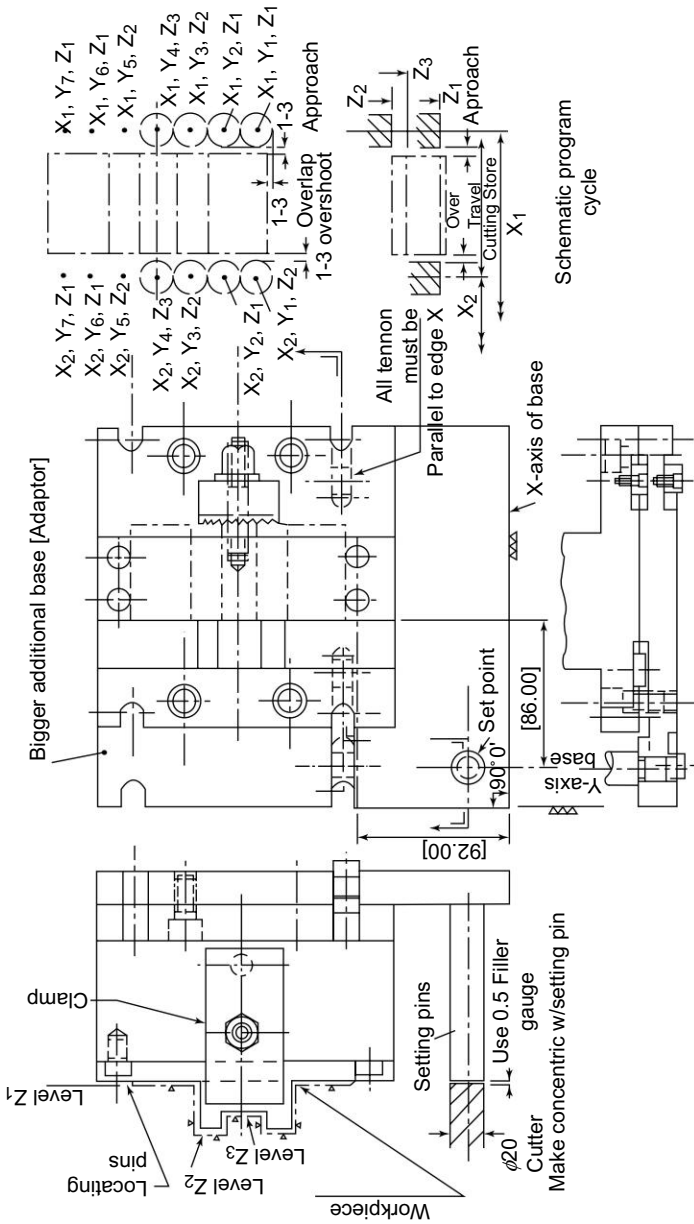 Level Z₁
Locating
pins
Level Z₂
Level Z₃
Workpiece
Clamp
Setting pins
Use 0.5 Filler
gauge
ϕ20
Cutter
Make concentric w/setting pin
Bigger additional base [Adaptor]
[92.00]
90°0'
Set point
[86.00]
Y-axis
base
X-axis of base
All tennon
must be
Parallel to edge X
X₂, Y₇, Z₁
X₂, Y₆, Z₁
X₂, Y₅, Z₂
X₂, Y₄, Z₃
X₂, Y₃, Z₂
X₂, Y₂, Z₁
X₂, Y₁, Z₂
X₁, Y₇, Z₁
X₁, Y₆, Z₁
X₁, Y₅, Z₂
X₁, Y₄, Z₃
X₁, Y₃, Z₂
X₁, Y₂, Z₁
X₁, Y₁, Z₁
1-3
1-3
Approach
Overlap
1-3 overshoot
Z₂
Z₃
Z₁
Aproach
Over
Travel
Cutting Store
X₂
X₁
Schematic program
cycle